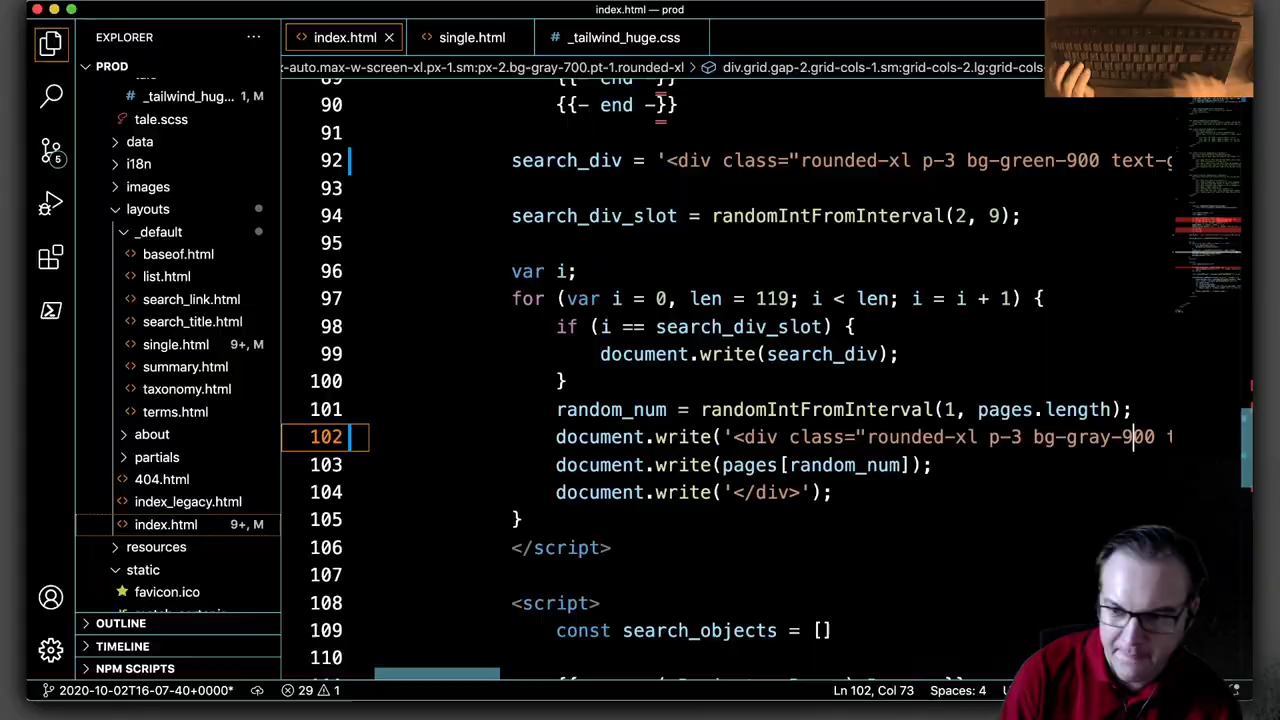 index.html — prod
EXPLORER
index.html
single.html
# _tailwind_huge.css
PROD
-auto.max-w-screen-xl.px-1.sm:px-2.bg-gray-700.pt-1.rounded-xl > div.grid.gap-2.grid-cols-1.sm:grid-cols-2.lg:grid-cols-
# _tailwind_hug... 1, M
tale.scss
data
i18n
images
layouts
_default
baseof.html
list.html
search_link.html
search_title.html
single.html 9+, M
summary.html
taxonomy.html
terms.html
about
partials
404.html
index_legacy.html
index.html 9+, M
resources
static
favicon.ico
OUTLINE
TIMELINE
NPM SCRIPTS
89 {{- end }}
90 {{- end -}}
91
92 search_div = '<div class="rounded-xl p-3 bg-green-900 text-g
93
94 search_div_slot = randomIntFromInterval(2, 9);
95
96 var i;
97 for (var i = 0, len = 119; i < len; i = i + 1) {
98 if (i == search_div_slot) {
99 document.write(search_div);
100 }
101 random_num = randomIntFromInterval(1, pages.length);
102 document.write('<div class="rounded-xl p-3 bg-gray-900 t
103 document.write(pages[random_num]);
104 document.write('</div>');
105 }
106 </script>
107
108 <script>
109 const search_objects = []
110
2020-10-02T16-07-40+0000* 29 1 Ln 102, Col 73 Spaces: 4
5